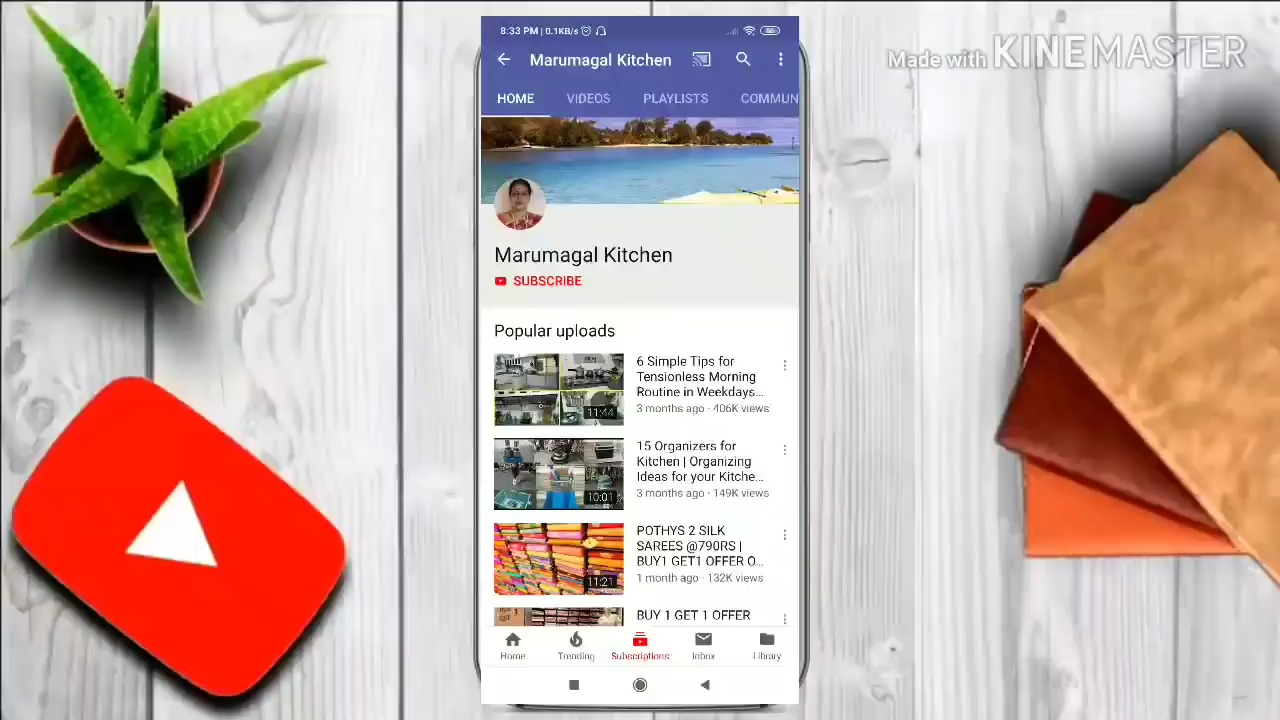 8:33 PM | 0.1KB/s
Made with KINEMASTER
Marumagal Kitchen
HOME VIDEOS PLAYLISTS COMMUN
Marumagal Kitchen
SUBSCRIBE
Popular uploads
6 Simple Tips for
Tensionless Morning
Routine in Weekdays...
3 months ago · 406K views
11:44
15 Organizers for
Kitchen | Organizing
Ideas for your Kitche...
3 months ago · 149K views
10:01
POTHYS 2 SILK
SAREES @790RS |
BUY1 GET1 OFFER O...
1 month ago · 132K views
11:21
BUY 1 GET 1 OFFER
Home Trending Subscriptions Inbox Library